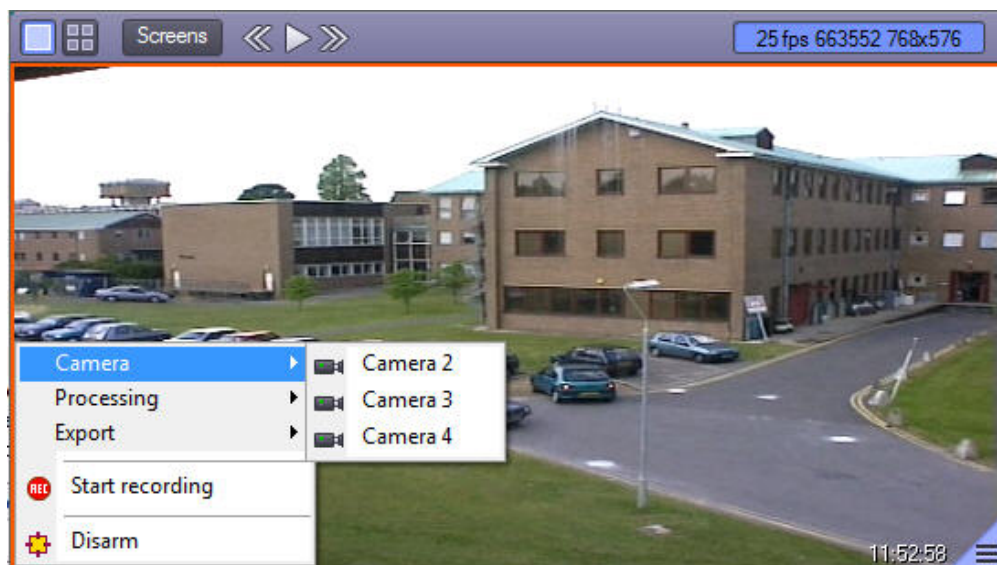 Screens
25 fps 663552 768x576
Camera
Camera 2
Processing
Camera 3
Export
Camera 4
REC
Start recording
Disarm
11:52:58